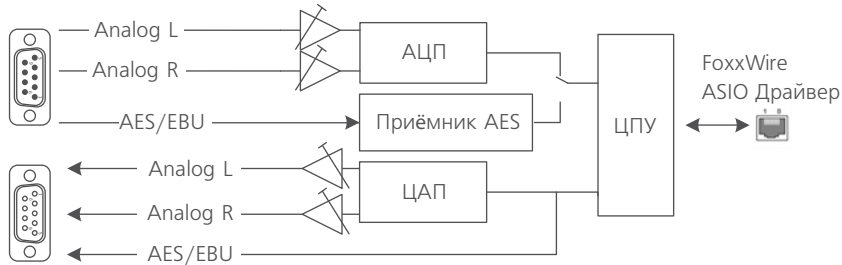 Analog L
Analog R
AES/EBU
АЦП
Приёмник AES
ЦПУ
FoxxWire
ASIO Драйвер
Analog L
Analog R
AES/EBU
ЦАП